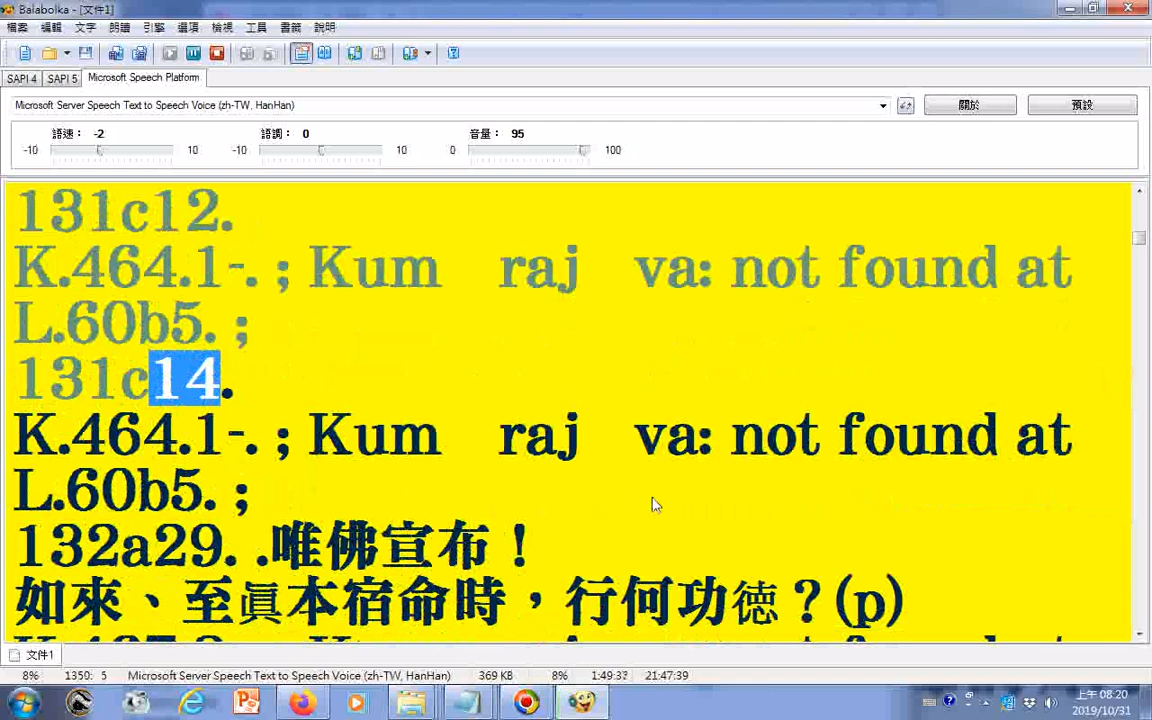 Balabolka - [文件1]
檔案 編輯 文字 朗讀 引擎 選項 檢視 工具 書籤 說明
SAPI 4 SAPI 5 Microsoft Speech Platform
Microsoft Server Speech Text to Speech Voice (zh-TW, HanHan) 關於 預設
語速： -2 語調： 0 音量： 95
-10 10 -10 10 0 100
131c12.
K.464.1-. ; Kum raj va: not found at
L.60b5. ;
131c14.
K.464.1-. ; Kum raj va: not found at
L.60b5. ;
132a29. .唯佛宣布！
如來、至眞本宿命時，行何功徳？(p)
文件1
8% 1350: 5 Microsoft Server Speech Text to Speech Voice (zh-TW, HanHan) 369 KB 8% 1:49:33 21:47:39
上午 08:20
2019/10/31